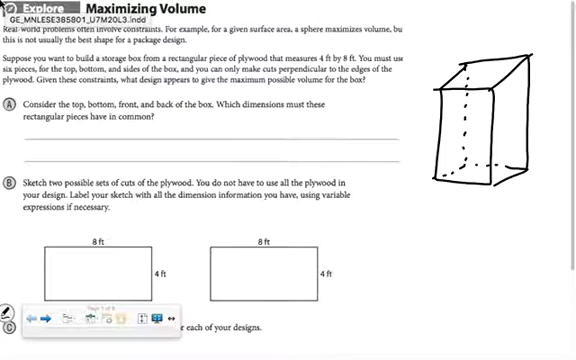 Explore Maximizing Volume
GE_MNLESE385801_U7M20L3.indd
Real-world problems often involve constraints. For example, for a given surface area, a sphere maximizes volume, bu
this is not usually the best shape for a package design.
Suppose you want to build a storage box from a rectangular piece of plywood that measures 4 ft by 8 ft. You must use
six pieces, for the top, bottom, and sides of the box, and you can only make cuts perpendicular to the edges of the
plywood. Given these constraints, what design appears to give the maximum possible volume for the box?
A Consider the top, bottom, front, and back of the box. Which dimensions must these
rectangular pieces have in common?
B Sketch two possible sets of cuts of the plywood. You do not have to use all the plywood in
your design. Label your sketch with all the dimension information you have, using variable
expressions if necessary.
8 ft 8 ft
4 ft 4 ft
Page 1 of 8
C r each of your designs.